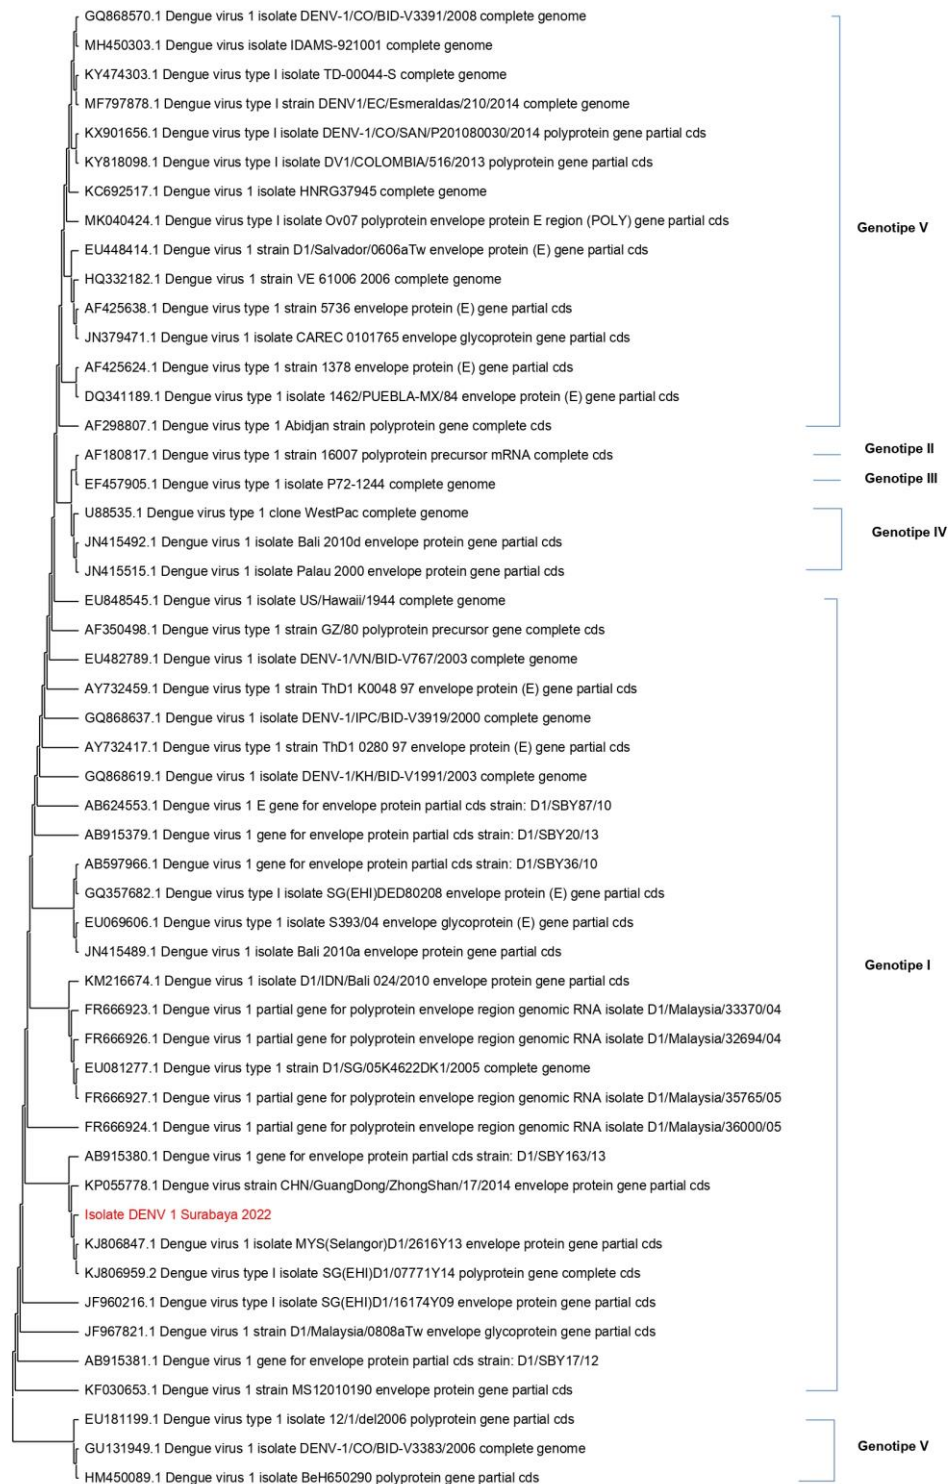 GQ868570.1 Dengue virus 1 isolate DENV-1/CO/BID-V3391/2008 complete genome
MH450303.1 Dengue virus isolate IDAMS-921001 complete genome
KY474303.1 Dengue virus type I isolate TD-00044-S complete genome
MF797878.1 Dengue virus type I strain DENV1/EC/Esmeraldas/210/2014 complete genome
KX901656.1 Dengue virus type I isolate DENV-1/CO/SAN/P201080030/2014 polyprotein gene partial cds
KY818098.1 Dengue virus type I isolate DV1/COLOMBIA/516/2013 polyprotein gene partial cds
KC692517.1 Dengue virus 1 isolate HNRG37945 complete genome
MK040424.1 Dengue virus type I isolate Ov07 polyprotein envelope protein E region (POLY) gene partial cds
Genotipe V
EU448414.1 Dengue virus 1 strain D1/Salvador/0606aTw envelope protein (E) gene partial cds
HQ332182.1 Dengue virus 1 strain VE 61006 2006 complete genome
AF425638.1 Dengue virus type 1 strain 5736 envelope protein (E) gene partial cds
JN379471.1 Dengue virus 1 isolate CAREC 0101765 envelope glycoprotein gene partial cds
AF425624.1 Dengue virus type 1 strain 1378 envelope protein (E) gene partial cds
DQ341189.1 Dengue virus type 1 isolate 1462/PUEBLA-MX/84 envelope protein (E) gene partial cds
AF298807.1 Dengue virus type 1 Abidjan strain polyprotein gene complete cds
AF180817.1 Dengue virus type 1 strain 16007 polyprotein precursor mRNA complete cds
Genotipe II
EF457905.1 Dengue virus type 1 isolate P72-1244 complete genome
Genotipe III
U88535.1 Dengue virus type 1 clone WestPac complete genome
Genotipe IV
JN415492.1 Dengue virus 1 isolate Bali 2010d envelope protein gene partial cds
JN415515.1 Dengue virus 1 isolate Palau 2000 envelope protein gene partial cds
EU848545.1 Dengue virus 1 isolate US/Hawaii/1944 complete genome
AF350498.1 Dengue virus type 1 strain GZ/80 polyprotein precursor gene complete cds
EU482789.1 Dengue virus 1 isolate DENV-1/VN/BID-V767/2003 complete genome
AY732459.1 Dengue virus type 1 strain ThD1 K0048 97 envelope protein (E) gene partial cds
GQ868637.1 Dengue virus 1 isolate DENV-1/IPC/BID-V3919/2000 complete genome
AY732417.1 Dengue virus type 1 strain ThD1 0280 97 envelope protein (E) gene partial cds
GQ868619.1 Dengue virus 1 isolate DENV-1/KH/BID-V1991/2003 complete genome
AB624553.1 Dengue virus 1 E gene for envelope protein partial cds strain: D1/SBY87/10
AB915379.1 Dengue virus 1 gene for envelope protein partial cds strain: D1/SBY20/13
AB597966.1 Dengue virus 1 gene for envelope protein partial cds strain: D1/SBY36/10
GQ357682.1 Dengue virus type I isolate SG(EHI)DED80208 envelope protein (E) gene partial cds
EU069606.1 Dengue virus type 1 isolate S393/04 envelope glycoprotein (E) gene partial cds
JN415489.1 Dengue virus 1 isolate Bali 2010a envelope protein gene partial cds
Genotipe I
KM216674.1 Dengue virus 1 isolate D1/IDN/Bali 024/2010 envelope protein gene partial cds
FR666923.1 Dengue virus 1 partial gene for polyprotein envelope region genomic RNA isolate D1/Malaysia/33370/04
FR666926.1 Dengue virus 1 partial gene for polyprotein envelope region genomic RNA isolate D1/Malaysia/32694/04
EU081277.1 Dengue virus type 1 strain D1/SG/05K4622DK1/2005 complete genome
FR666927.1 Dengue virus 1 partial gene for polyprotein envelope region genomic RNA isolate D1/Malaysia/35765/05
FR666924.1 Dengue virus 1 partial gene for polyprotein envelope region genomic RNA isolate D1/Malaysia/36000/05
AB915380.1 Dengue virus 1 gene for envelope protein partial cds strain: D1/SBY163/13
KP055778.1 Dengue virus strain CHN/GuangDong/ZhongShan/17/2014 envelope protein gene partial cds
Isolate DENV 1 Surabaya 2022
KJ806847.1 Dengue virus 1 isolate MYS(Selangor)D1/2616Y13 envelope protein gene partial cds
KJ806959.2 Dengue virus type I isolate SG(EHI)D1/07771Y14 polyprotein gene complete cds
JF960216.1 Dengue virus type I isolate SG(EHI)D1/16174Y09 envelope protein gene partial cds
JF967821.1 Dengue virus 1 strain D1/Malaysia/0808aTw envelope glycoprotein gene partial cds
AB915381.1 Dengue virus 1 gene for envelope protein partial cds strain: D1/SBY17/12
KF030653.1 Dengue virus 1 strain MS12010190 envelope protein gene partial cds
EU181199.1 Dengue virus type 1 isolate 12/1/del2006 polyprotein gene partial cds
GU131949.1 Dengue virus 1 isolate DENV-1/CO/BID-V3383/2006 complete genome
Genotipe V
HM450089.1 Dengue virus 1 isolate BeH650290 polyprotein gene partial cds